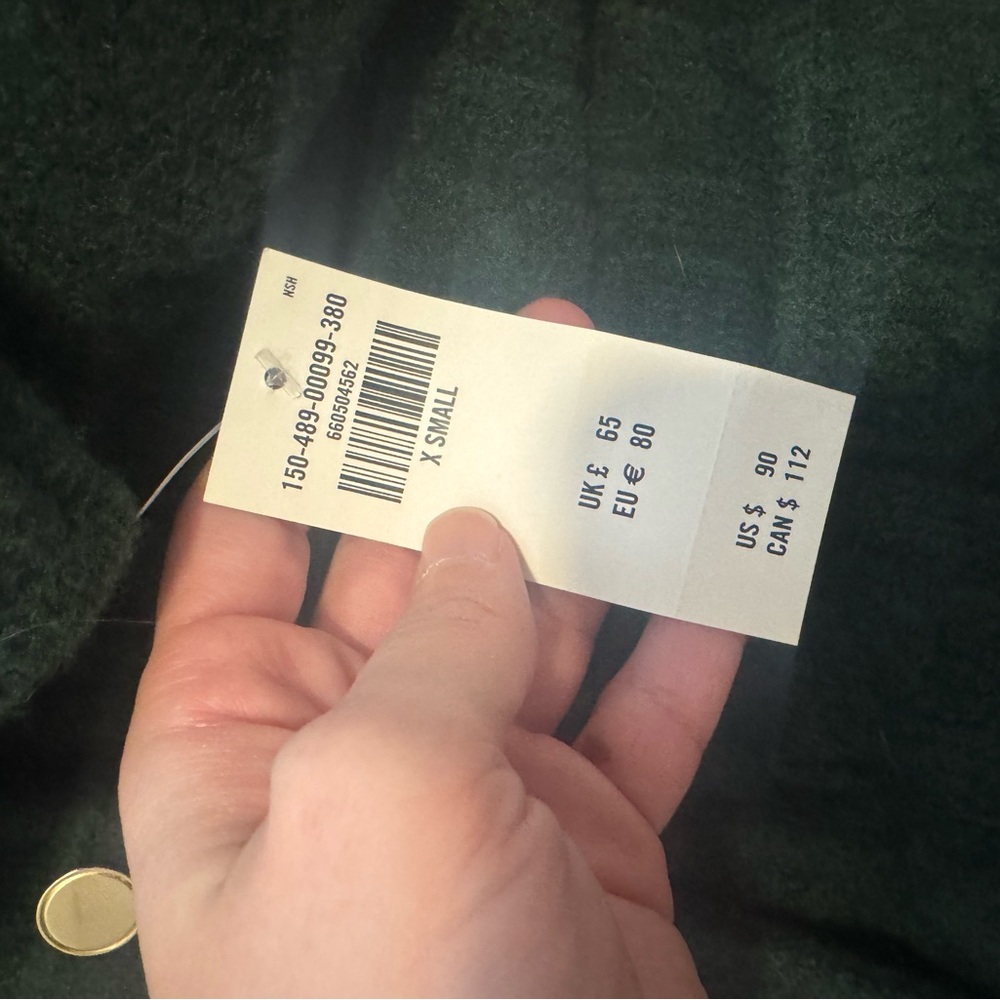 NSH
150-489-00099-380
660504562
X SMALL
UK £ 65
EU € 80
US $ 90
CAN $ 112